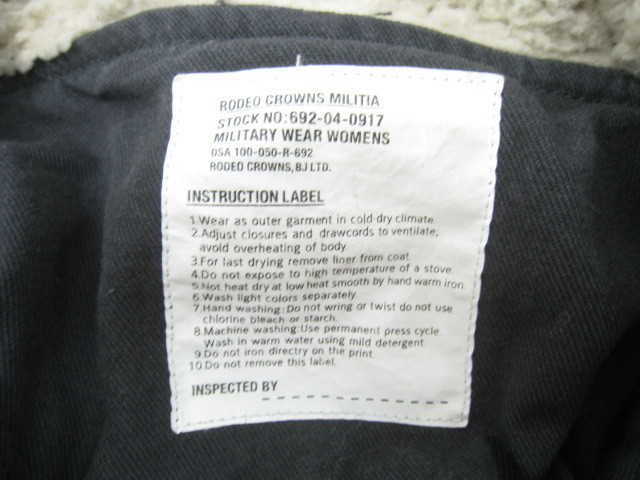 RODEO CROWNS MILITIA
STOCK NO:692-04-0917
MILITARY WEAR WOMENS
DSA 100-050-R-692
RODEO CROWNS,BJ LTD.
INSTRUCTION LABEL
1.Wear as outer garment in cold-dry climate.
2.Adjust closures and drawcords to ventilate;
avoid overheating of body.
3.For last drying remove liner from coat.
4.Do not expose to high temperature of a stove.
5.Not heat dry at low heat smooth by hand warm iron.
6.Wash light colors separately.
7.Hand washing:Do not wring or twist do not use
chlorine bleach or starch.
8.Machine washing:Use permanent press cycle.
Wash in warm water using mild detergent.
9.Do not iron directry on the print.
10.Do not remove this label.
INSPECTED BY